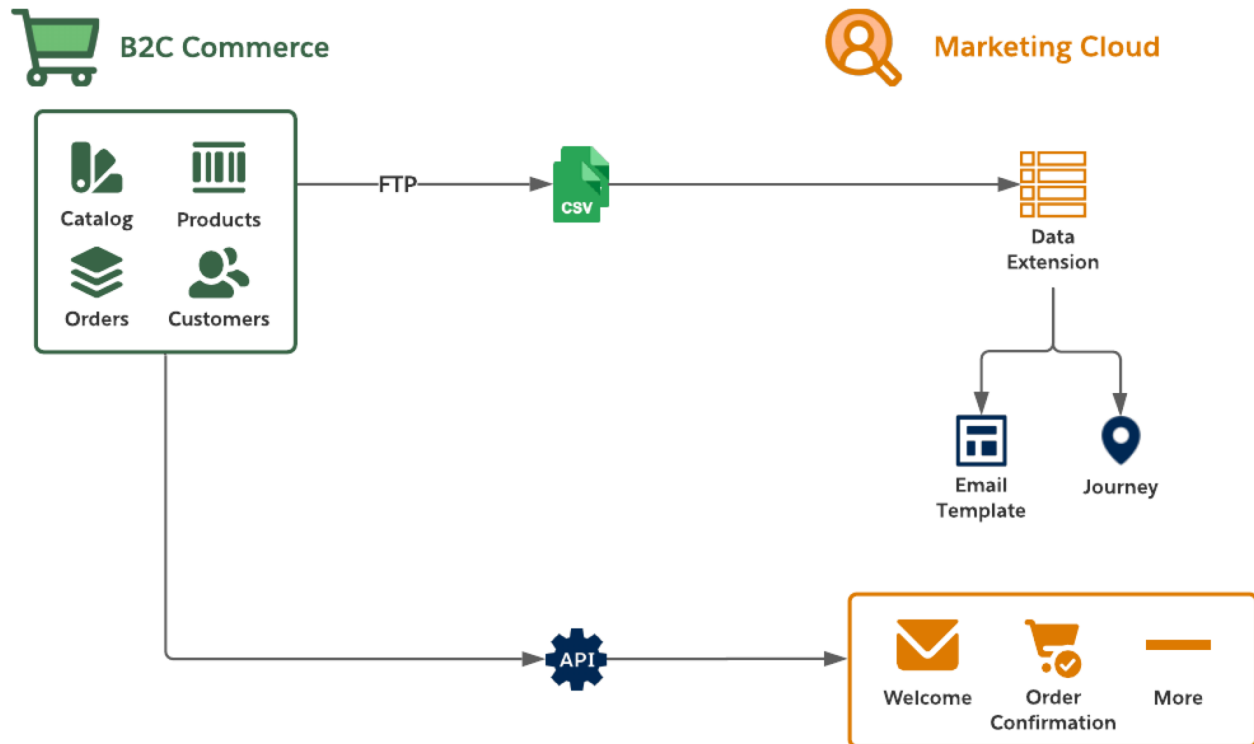 B2C Commerce
Marketing Cloud
Catalog
Products
Orders
Customers
FTP
CSV
Data
Extension
Email
Template
Journey
API
Welcome
Order
Confirmation
More